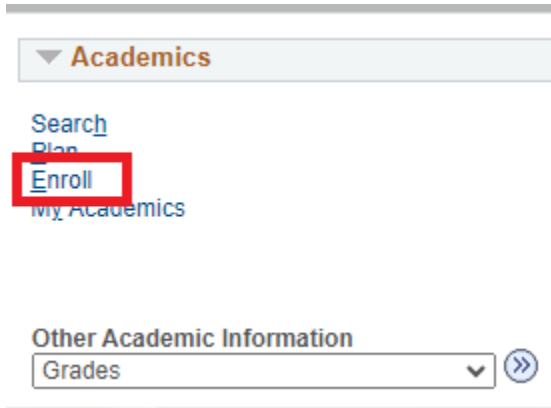 Academics
Search
Plan
Enroll
My Academics
Other Academic Information
Grades